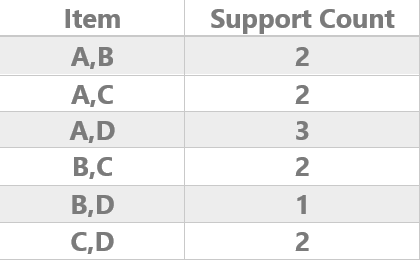 Item Support Count
A,B 2
A,C 2
A,D 3
B,C 2
B,D 1
C,D 2